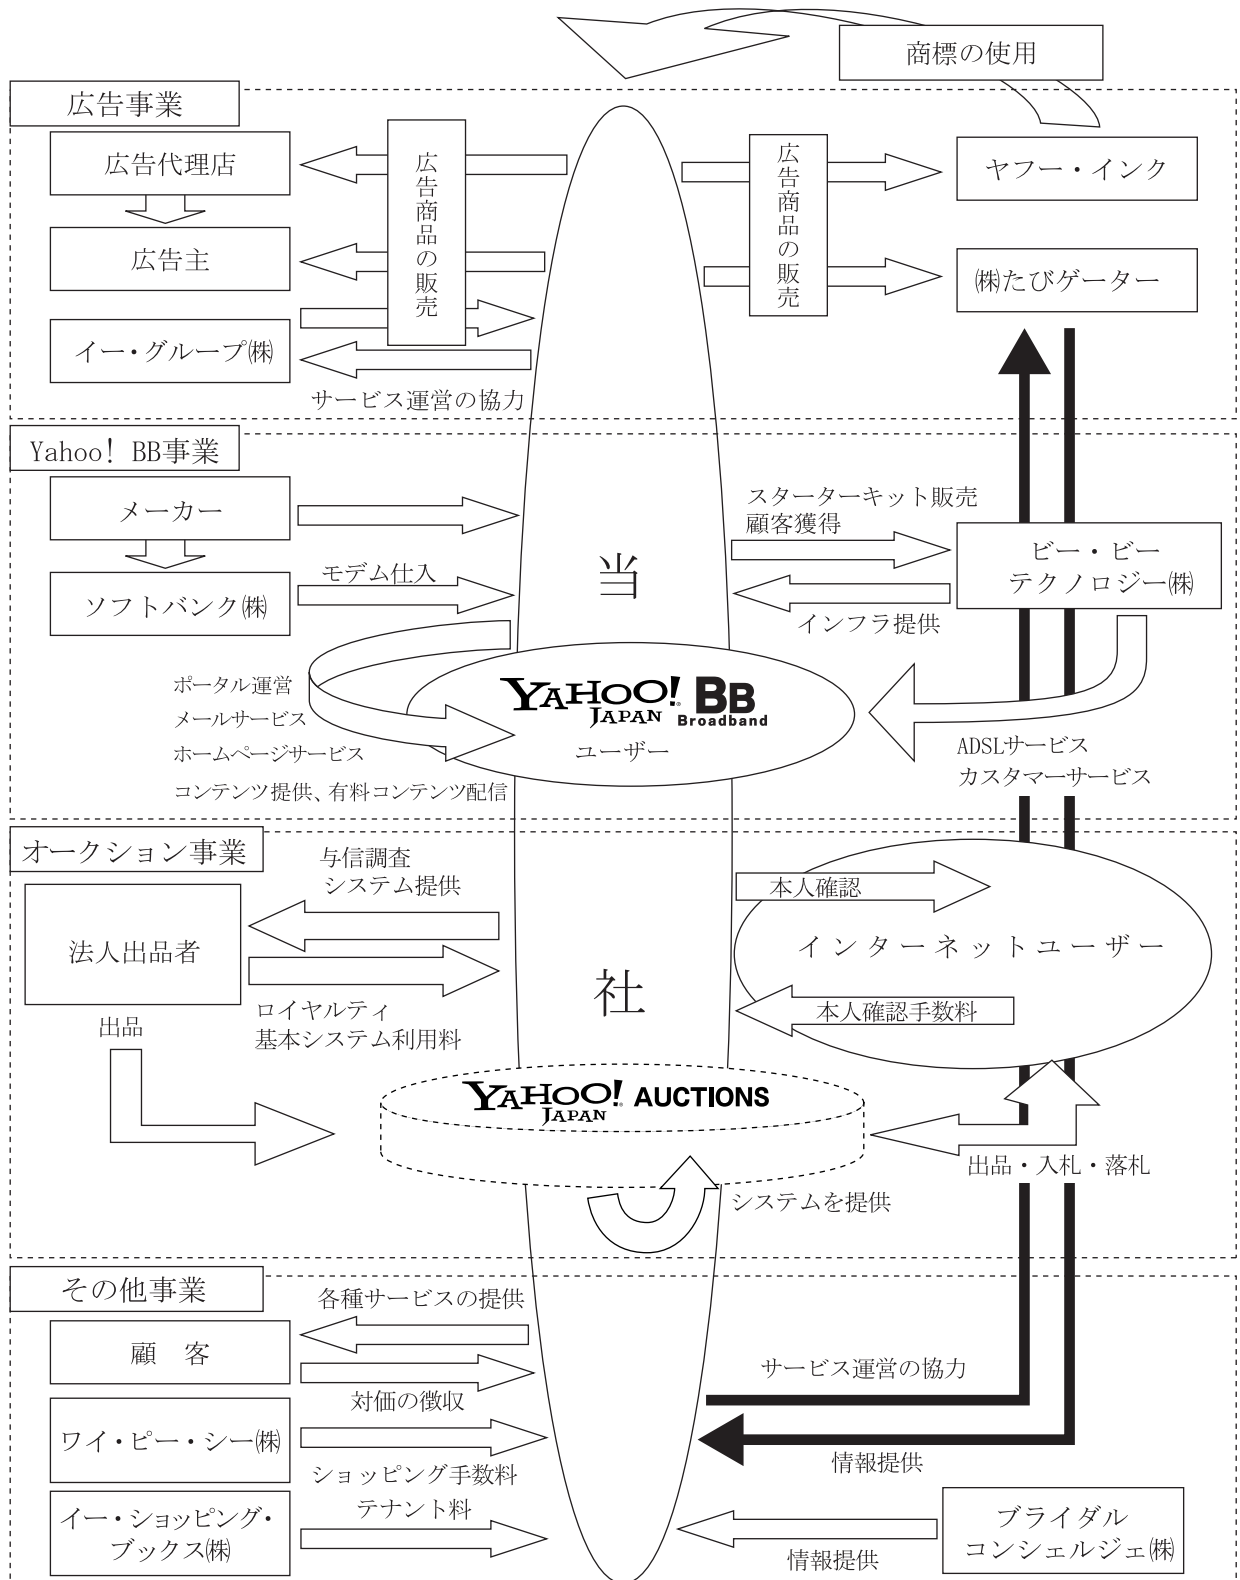 商標の使用
広告事業
広告代理店
広告主
イー・グループ㈱
広告商品の販売
広告商品の販売
ヤフー・インク
㈱たびゲーター
サービス運営の協力
Yahoo! BB事業
メーカー
ソフトバンク㈱
モデム仕入
当
スターターキット販売
顧客獲得
ビー・ビー
テクノロジー㈱
インフラ提供
ポータル運営
メールサービス
ホームページサービス
コンテンツ提供、有料コンテンツ配信
YAHOO! BB
JAPAN Broadband
ユーザー
ADSLサービス
カスタマーサービス
オークション事業
与信調査
システム提供
法人出品者
ロイヤルティ
基本システム利用料
出品
社
本人確認
インターネットユーザー
本人確認手数料
YAHOO! AUCTIONS
JAPAN
出品・入札・落札
システムを提供
その他事業
各種サービスの提供
顧　客
対価の徴収
ワイ・ピー・シー㈱
ショッピング手数料
テナント料
イー・ショッピング・
ブックス㈱
サービス運営の協力
情報提供
情報提供
ブライダル
コンシェルジェ㈱